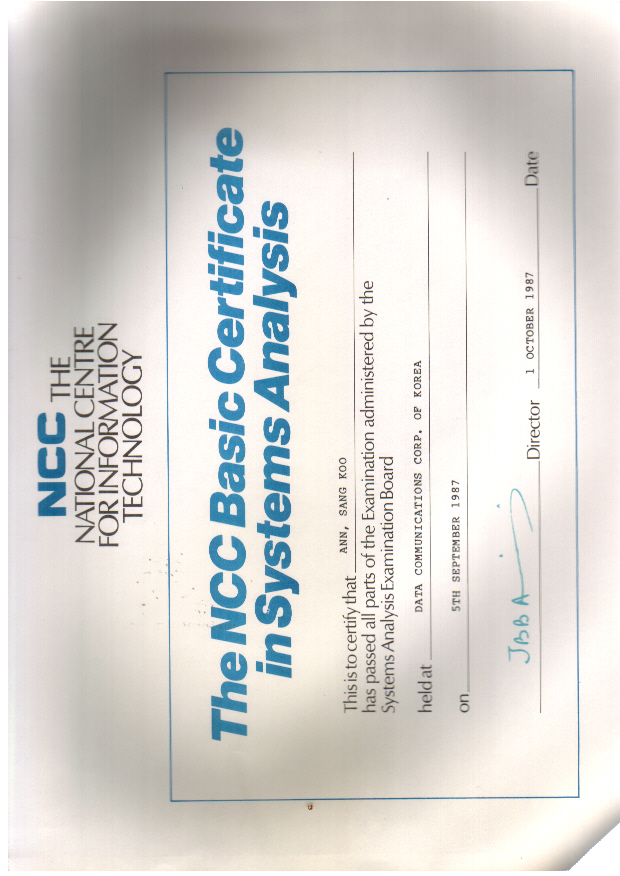 NCC THE
NATIONAL CENTRE
FOR INFORMATION
TECHNOLOGY
The NCC Basic Certificate
in Systems Analysis
This is to certify that ANN, SANG KOO
has passed all parts of the Examination administered by the
Systems Analysis Examination Board
held at DATA COMMUNICATIONS CORP. OF KOREA
on 5TH SEPTEMBER 1987
Director 1 OCTOBER 1987 Date